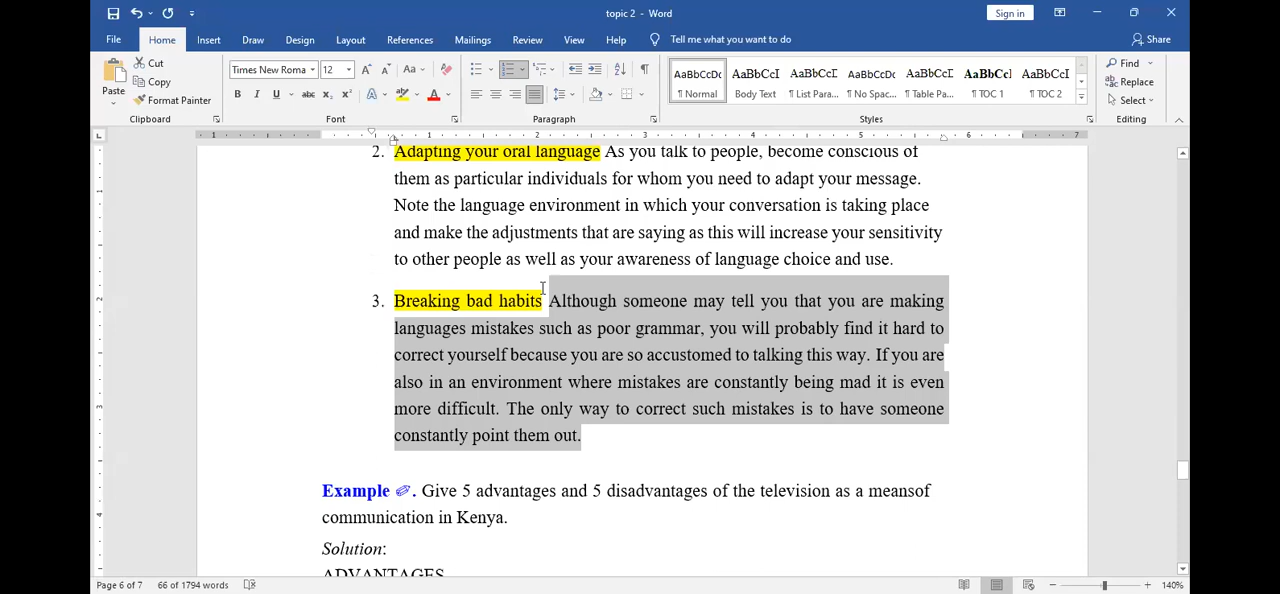 topic 2 - Word
Sign in
File Home Insert Draw Design Layout References Mailings Review View Help Tell me what you want to do Share
Paste
Cut
Copy
Format Painter
Clipboard
Times New Roma 12
Font
Paragraph
AaBbCcDc AaBbCcI AaBbCcI AaBbCcDc AaBbCcI AaBbCcI AaBbCcI
¶ Normal Body Text ¶ List Para... ¶ No Spac... ¶ Table Pa... ¶ TOC 1 ¶ TOC 2
Styles
Find
Replace
Select
Editing
1 1 2 3 4 5 6 7
2. Adapting your oral language As you talk to people, become conscious of
them as particular individuals for whom you need to adapt your message.
Note the language environment in which your conversation is taking place
and make the adjustments that are saying as this will increase your sensitivity
to other people as well as your awareness of language choice and use.
3. Breaking bad habits Although someone may tell you that you are making
languages mistakes such as poor grammar, you will probably find it hard to
correct yourself because you are so accustomed to talking this way. If you are
also in an environment where mistakes are constantly being mad it is even
more difficult. The only way to correct such mistakes is to have someone
constantly point them out.
Example ✏. Give 5 advantages and 5 disadvantages of the television as a meansof
communication in Kenya.
Solution:
ADVANTAGES
Page 6 of 7 66 of 1794 words 140%